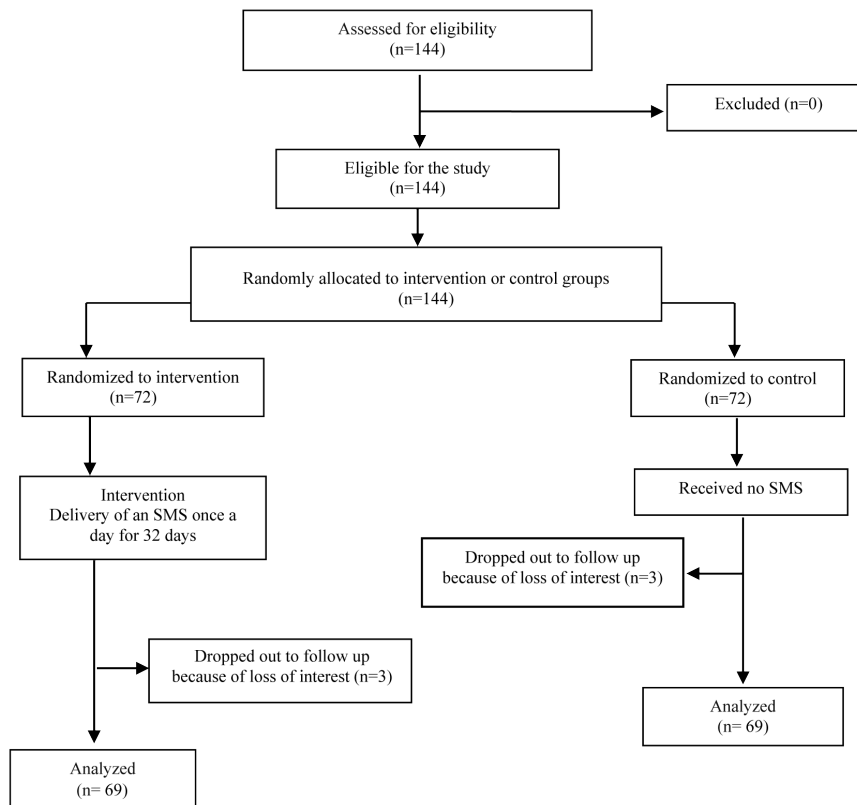 Assessed for eligibility
(n=144)
Excluded (n=0)
Eligible for the study
(n=144)
Randomly allocated to intervention or control groups
(n=144)
Randomized to intervention
(n=72)
Randomized to control
(n=72)
Intervention
Delivery of an SMS once a
day for 32 days
Received no SMS
Dropped out to follow up
because of loss of interest (n=3)
Dropped out to follow up
because of loss of interest (n=3)
Analyzed
(n= 69)
Analyzed
(n= 69)